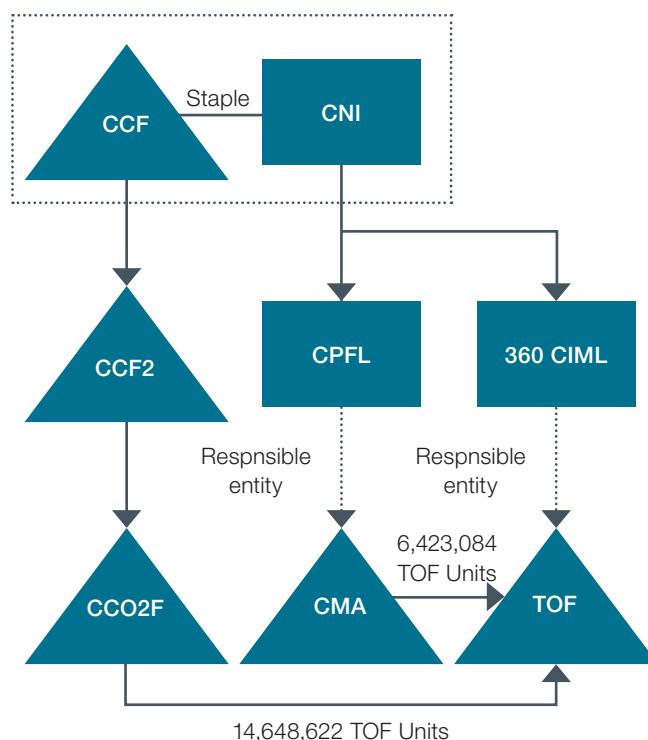 CCF
Staple
CNI
CCF2
CPFL
360 CIML
Respnsible
entity
Respnsible
entity
6,423,084
TOF Units
CCO2F
CMA
TOF
14,648,622 TOF Units